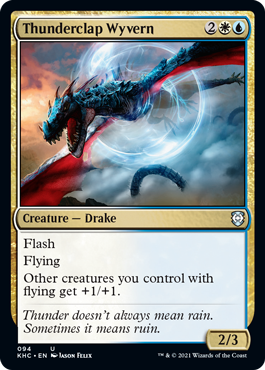 Thunderclap Wyvern 2
Creature — Drake
Flash
Flying
Other creatures you control with
flying get +1/+1.
Thunder doesn't always mean rain.
Sometimes it means ruin.
2/3
094 U
KHC • EN Jason Felix
™ & © 2021 Wizards of the Coast